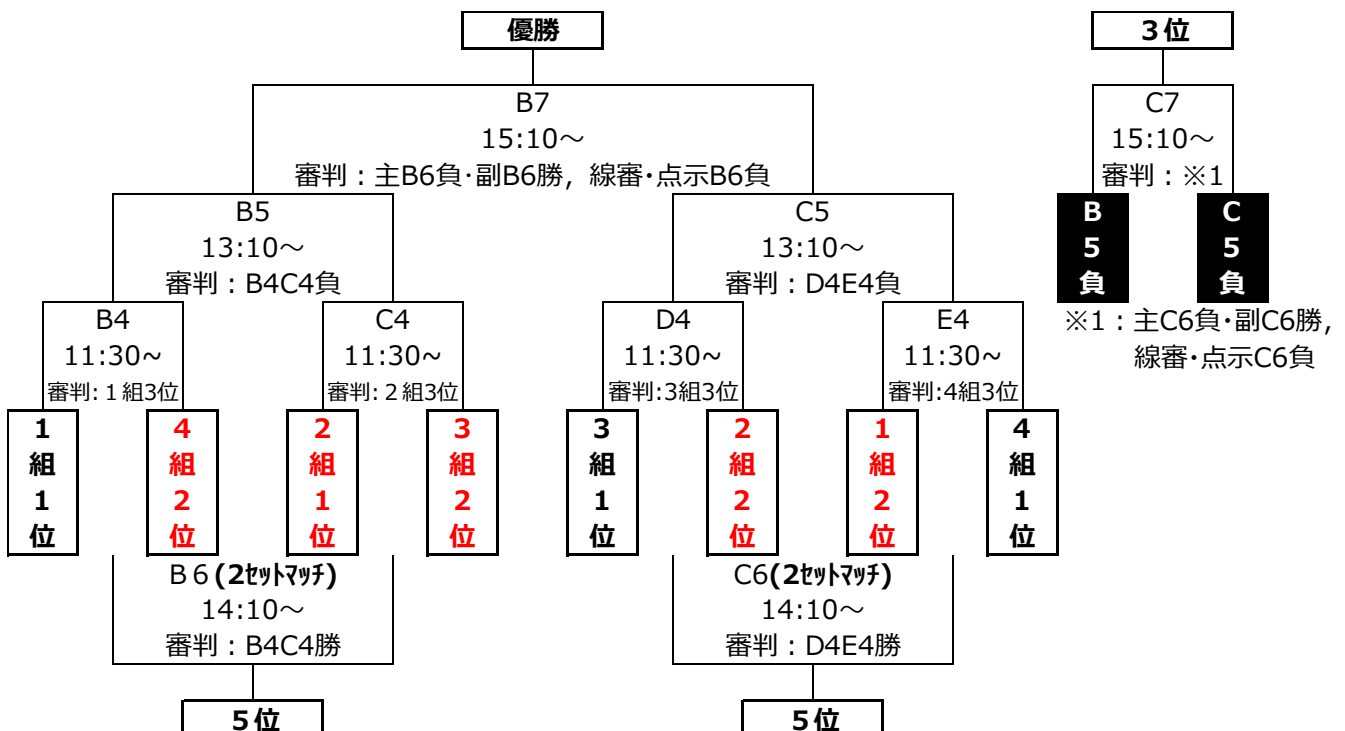 優勝
B7
15:10～
審判：主B6負･副B6勝，線審･点示B6負
B5
13:10～
審判：B4C4負
C5
13:10～
審判：D4E4負
B4
11:30~
審判:１組3位
C4
11:30~
審判:２組3位
D4
11:30~
審判:3組3位
E4
11:30~
審判:4組3位
1組1位
4組2位
2組1位
3組2位
3組1位
2組2位
1組2位
4組1位
B６(2ｾｯﾄﾏｯﾁ)
14:10～
審判：B4C4勝
５位
C6(2ｾｯﾄﾏｯﾁ)
14:10～
審判：D4E4勝
５位
３位
C7
15:10～
審判：※1
B5負
C5負
※1：主C6負･副C6勝，
線審･点示C6負